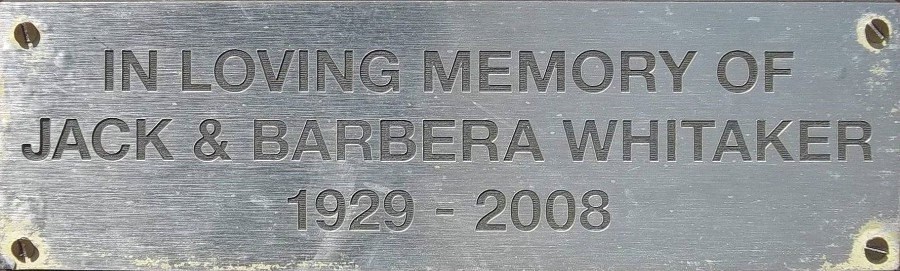 IN LOVING MEMORY OF
JACK & BARBERA WHITAKER
1929 - 2008